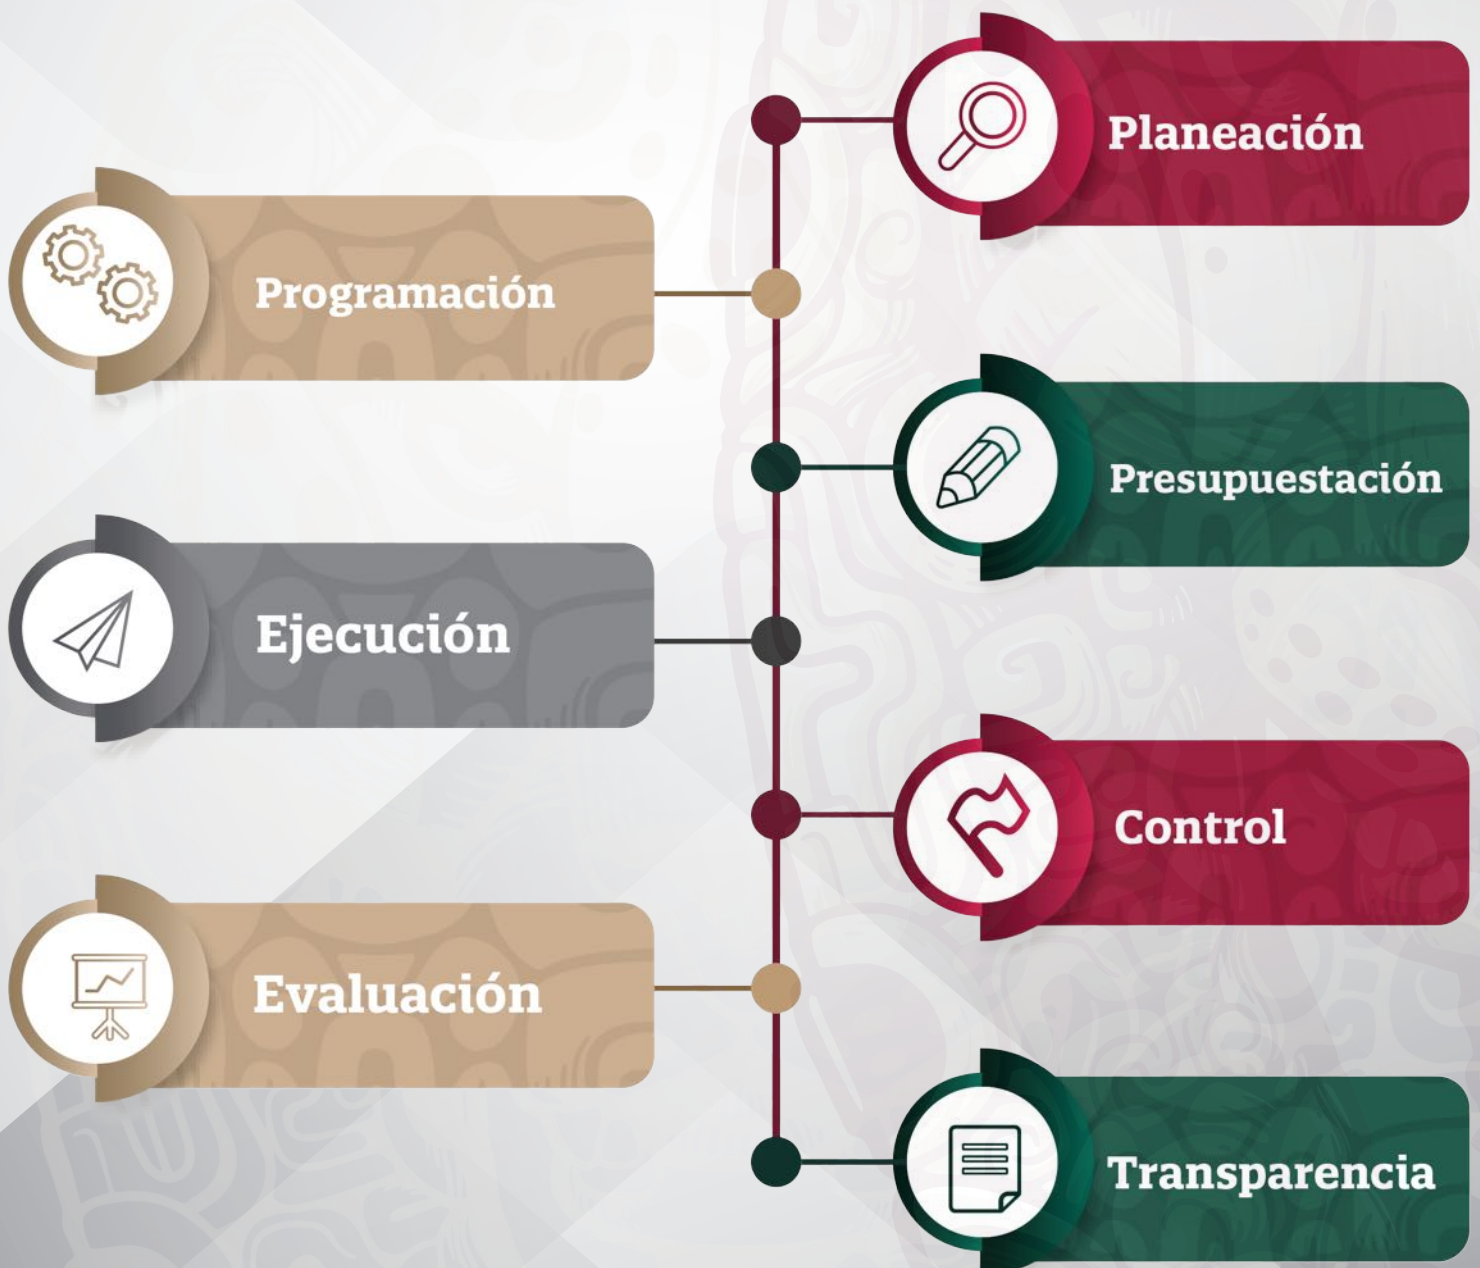 Planeación
Programación
Presupuestación
Ejecución
Control
Evaluación
Transparencia